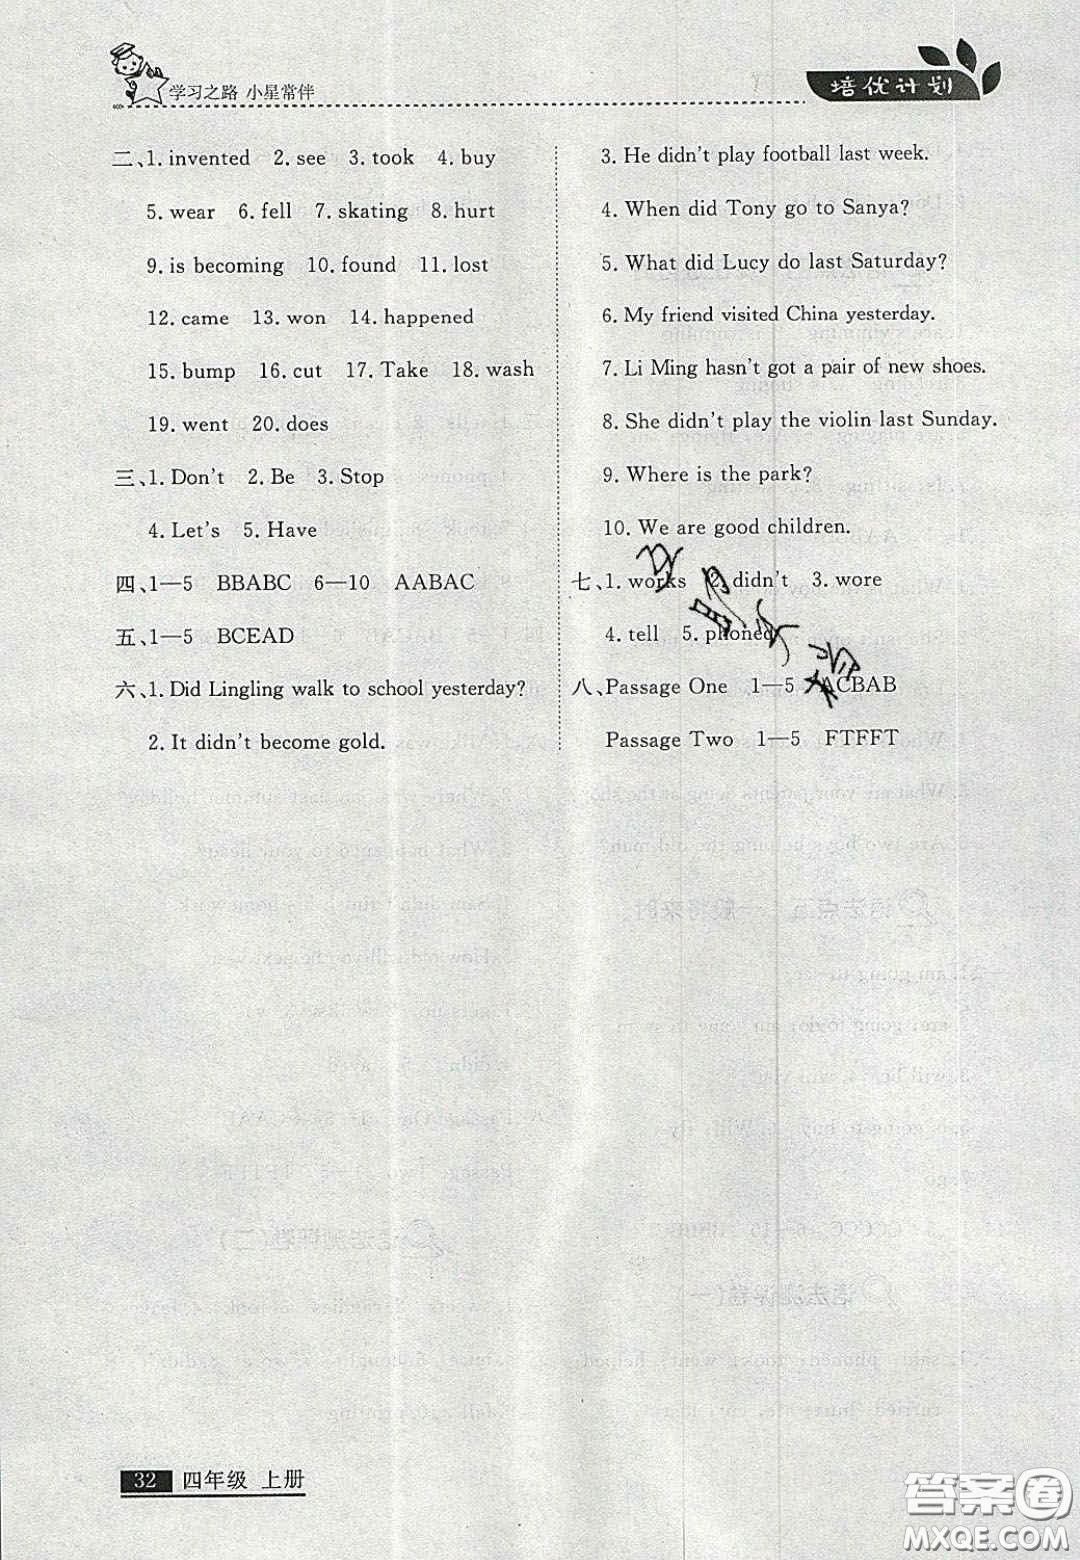 学习之路 小星常伴
培优计划
二、1. invented 2. see 3. took 4. buy
5. wear 6. fell 7. skating 8. hurt
9. is becoming 10. found 11. lost
12. came 13. won 14. happened
15. bump 16. cut 17. Take 18. wash
19. went 20. does
三、1. Don't 2. Be 3. Stop
4. Let's 5. Have
四、1—5 BBABC 6—10 AABAC
五、1—5 BCEAD
六、1. Did Lingling walk to school yesterday?
2. It didn't become gold.
3. He didn't play football last week.
4. When did Tony go to Sanya?
5. What did Lucy do last Saturday?
6. My friend visited China yesterday.
7. Li Ming hasn't got a pair of new shoes.
8. She didn't play the violin last Sunday.
9. Where is the park?
10. We are good children.
七、1. works 2. didn't 3. wore
4. tell 5. phoned
八、Passage One 1—5 ACBAB
Passage Two 1—5 FTFFT
32 四年级 上册
答案圈
MXQE.COM